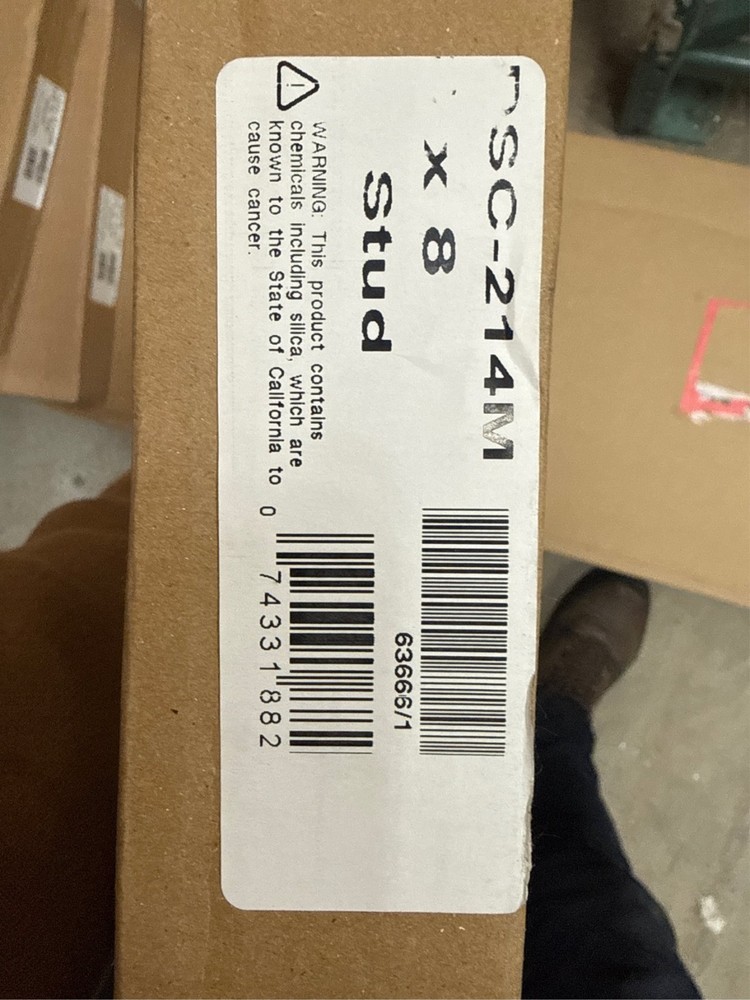 SC-214M
x 8
Stud
WARNING: This product contains
chemicals including silica, which are
known to the State of California to
cause cancer.
63666/1
0 74331 882